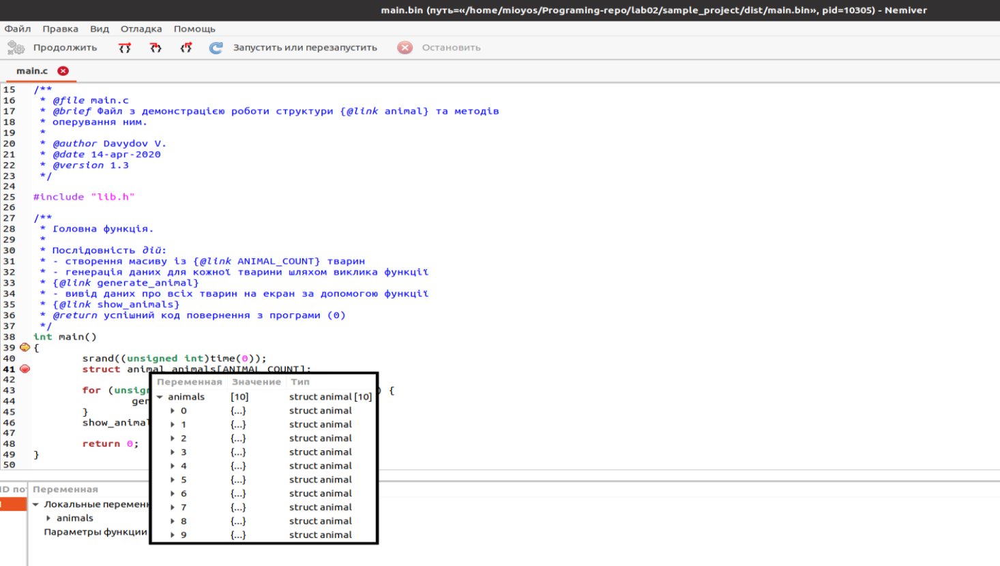 main.bin (путь=«/home/mioyos/Programing-repo/lab02/sample_project/dist/main.bin», pid=10305) - Nemiver
Файл Правка Вид Отладка Помощь
Продолжить Запустить или перезапустить Остановить
main.c
15 /**
16 * @file main.c
17 * @brief Файл з демонстрацією роботи структури {@link animal} та методів
18 * оперування ним.
19 *
20 * @author Davydov V.
21 * @date 14-apr-2020
22 * @version 1.3
23 */
24
25 #include "lib.h"
26
27 /**
28 * Головна функція.
29 *
30 * Послідовність дій:
31 * - створення масиву із {@link ANIMAL_COUNT} тварин
32 * - генерація даних для кожної тварини шляхом виклика функції
33 * {@link generate_animal}
34 * - вивід даних про всіх тварин на екран за допомогою функції
35 * {@link show_animals}
36 * @return успішний код повернення з програми (0)
37 */
38 int main()
39 {
40 srand((unsigned int)time(0));
41 struct animal animals[ANIMAL_COUNT];
42
43 for (unsign ) {
44 gen
45 }
46 show_animal
47
48 return 0;
49 }
50
Переменная Значение Тип
animals [10] struct animal [10]
0 {...} struct animal
1 {...} struct animal
2 {...} struct animal
3 {...} struct animal
4 {...} struct animal
5 {...} struct animal
6 {...} struct animal
7 {...} struct animal
8 {...} struct animal
9 {...} struct animal
ID пот Переменная
Локальные перемен
animals
Параметры функции